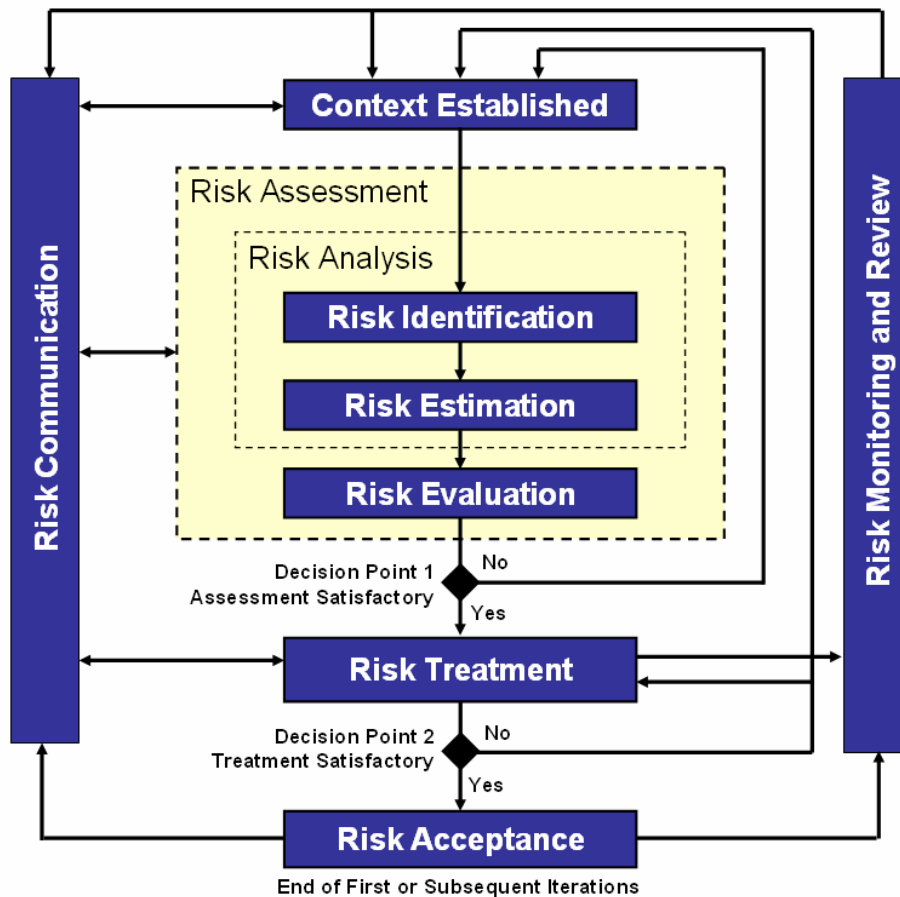 Context Established
Risk Assessment
Risk Analysis
Risk Identification
Risk Estimation
Risk Evaluation
Decision Point 1
Assessment Satisfactory
No
Yes
Risk Treatment
Decision Point 2
Treatment Satisfactory
No
Yes
Risk Acceptance
End of First or Subsequent Iterations
Risk Communication
Risk Monitoring and Review